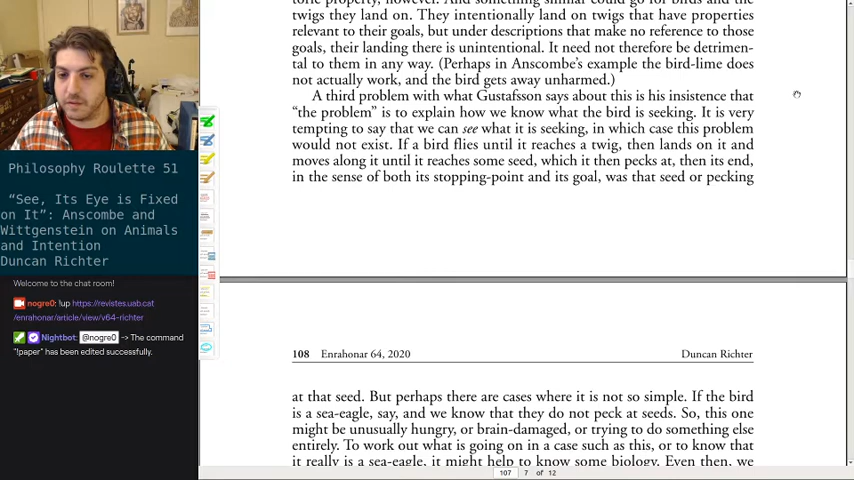 toric property, however. And something similar could go for birds and the
twigs they land on. They intentionally land on twigs that have properties
relevant to their goals, but under descriptions that make no reference to those
goals, their landing there is unintentional. It need not therefore be detrimen-
tal to them in any way. (Perhaps in Anscombe's example the bird-lime does
not actually work, and the bird gets away unharmed.)
A third problem with what Gustafsson says about this is his insistence that
“the problem” is to explain how we know what the bird is seeking. It is very
tempting to say that we can see what it is seeking, in which case this problem
would not exist. If a bird flies until it reaches a twig, then lands on it and
moves along it until it reaches some seed, which it then pecks at, then its end,
in the sense of both its stopping-point and its goal, was that seed or pecking
Philosophy Roulette 51
“See, Its Eye is Fixed
on It”: Anscombe and
Wittgenstein on Animals
and Intention
Duncan Richter
Welcome to the chat room!
nogre0: !up https://revistes.uab.cat
/enrahonar/article/view/v64-richter
Nightbot: @nogre0 -> The command
"!paper" has been edited successfully.
108 Enrahonar 64, 2020 Duncan Richter
at that seed. But perhaps there are cases where it is not so simple. If the bird
is a sea-eagle, say, and we know that they do not peck at seeds. So, this one
might be unusually hungry, or brain-damaged, or trying to do something else
entirely. To work out what is going on in a case such as this, or to know that
it really is a sea-eagle, it might help to know some biology. Even then, we
107 7 of 12